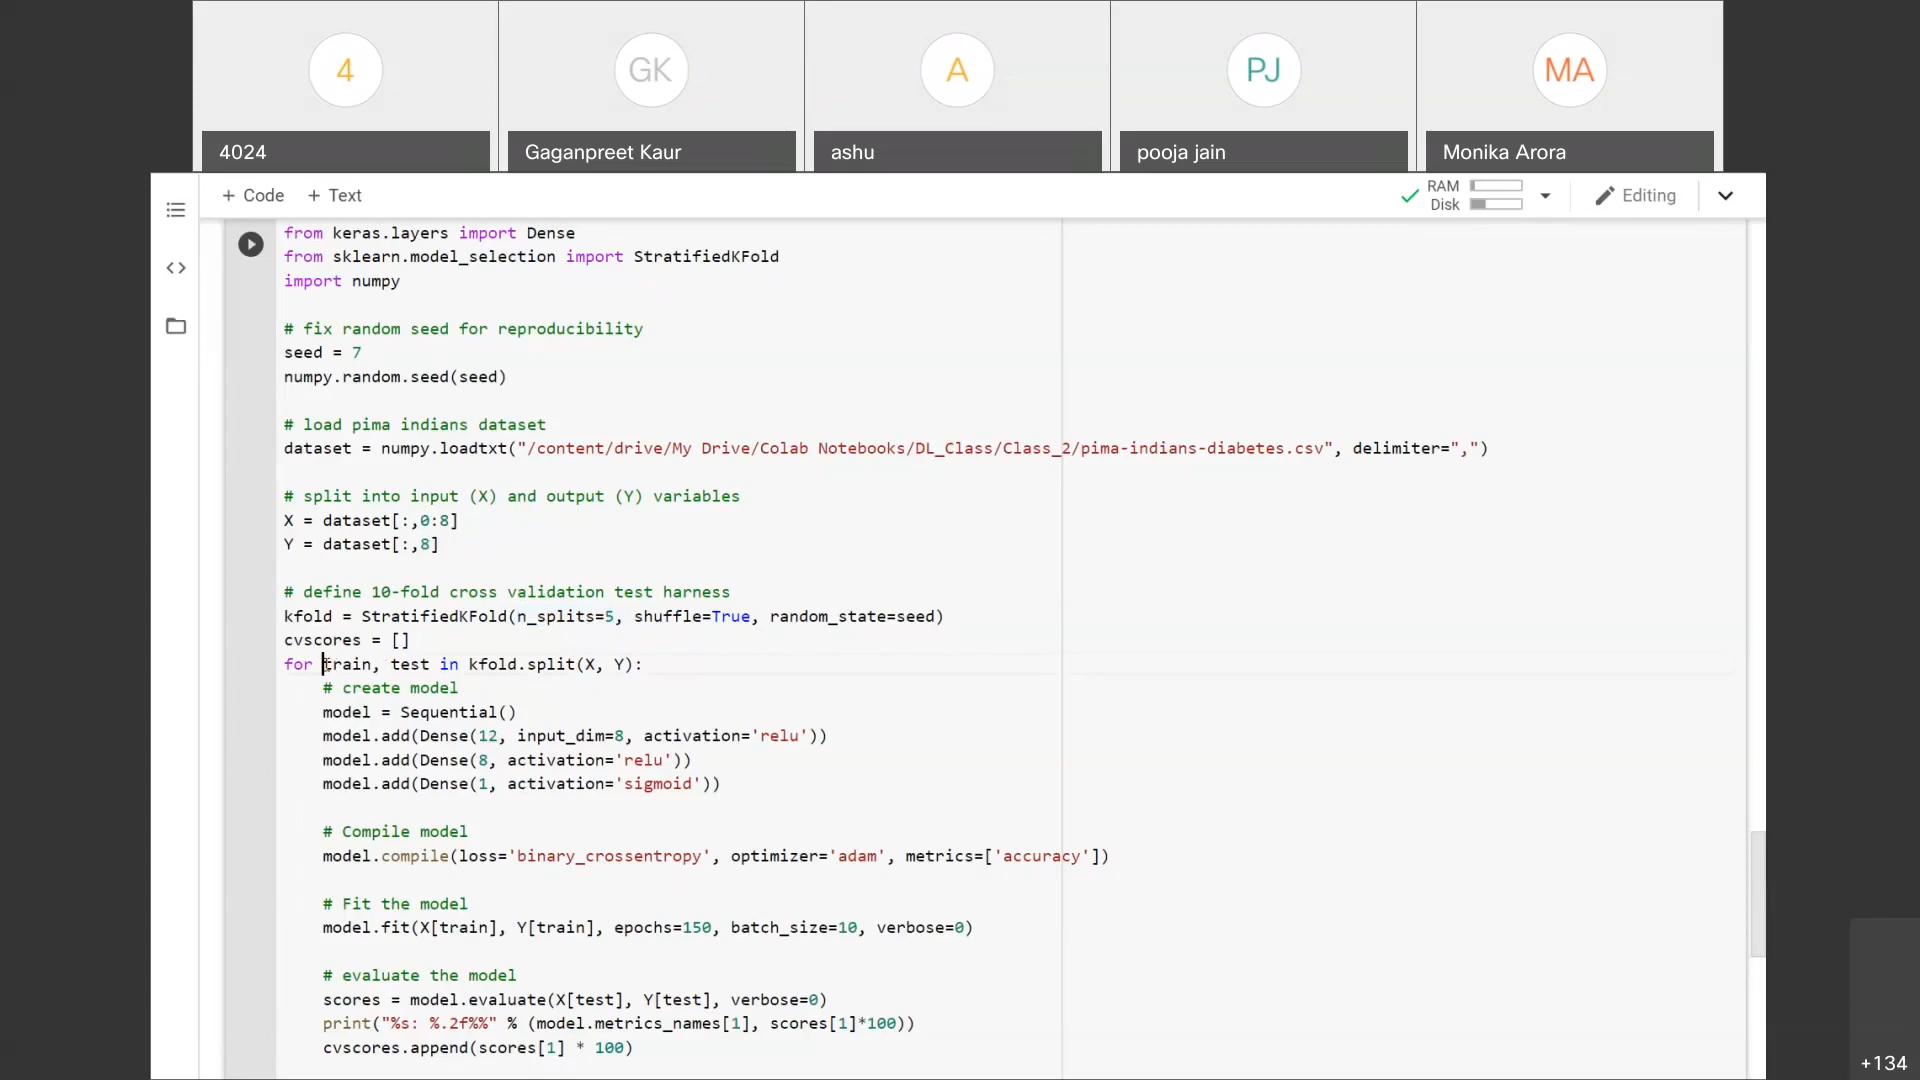 4
GK
A
PJ
MA
4024
Gaganpreet Kaur
ashu
pooja jain
Monika Arora
+ Code + Text
RAM
Disk
Editing
from keras.layers import Dense
from sklearn.model_selection import StratifiedKFold
import numpy
# fix random seed for reproducibility
seed = 7
numpy.random.seed(seed)
# load pima indians dataset
dataset = numpy.loadtxt("/content/drive/My Drive/Colab Notebooks/DL_Class/Class_2/pima-indians-diabetes.csv", delimiter=",")
# split into input (X) and output (Y) variables
X = dataset[:,0:8]
Y = dataset[:,8]
# define 10-fold cross validation test harness
kfold = StratifiedKFold(n_splits=5, shuffle=True, random_state=seed)
cvscores = []
for train, test in kfold.split(X, Y):
# create model
model = Sequential()
model.add(Dense(12, input_dim=8, activation='relu'))
model.add(Dense(8, activation='relu'))
model.add(Dense(1, activation='sigmoid'))
# Compile model
model.compile(loss='binary_crossentropy', optimizer='adam', metrics=['accuracy'])
# Fit the model
model.fit(X[train], Y[train], epochs=150, batch_size=10, verbose=0)
# evaluate the model
scores = model.evaluate(X[test], Y[test], verbose=0)
print("%s: %.2f%%" % (model.metrics_names[1], scores[1]*100))
cvscores.append(scores[1] * 100)
+134